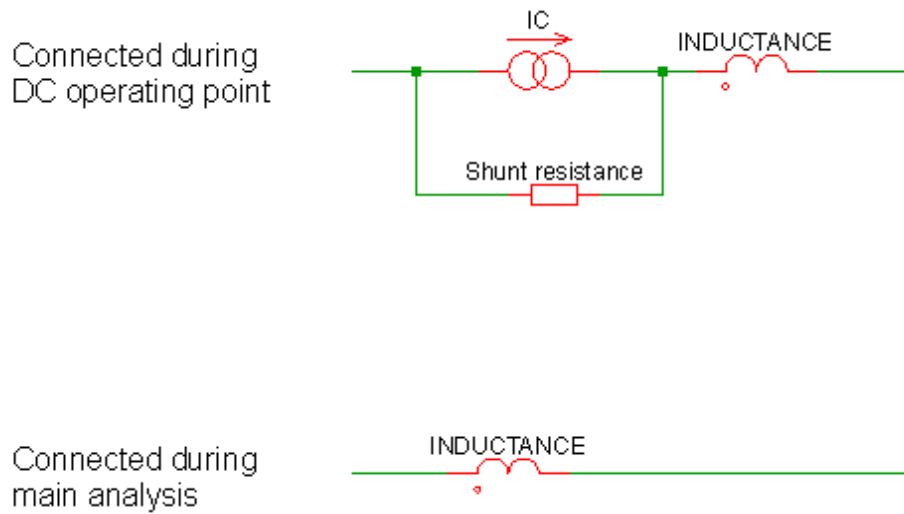 IC
Connected during
DC operating point
INDUCTANCE
Shunt resistance
INDUCTANCE
Connected during
main analysis